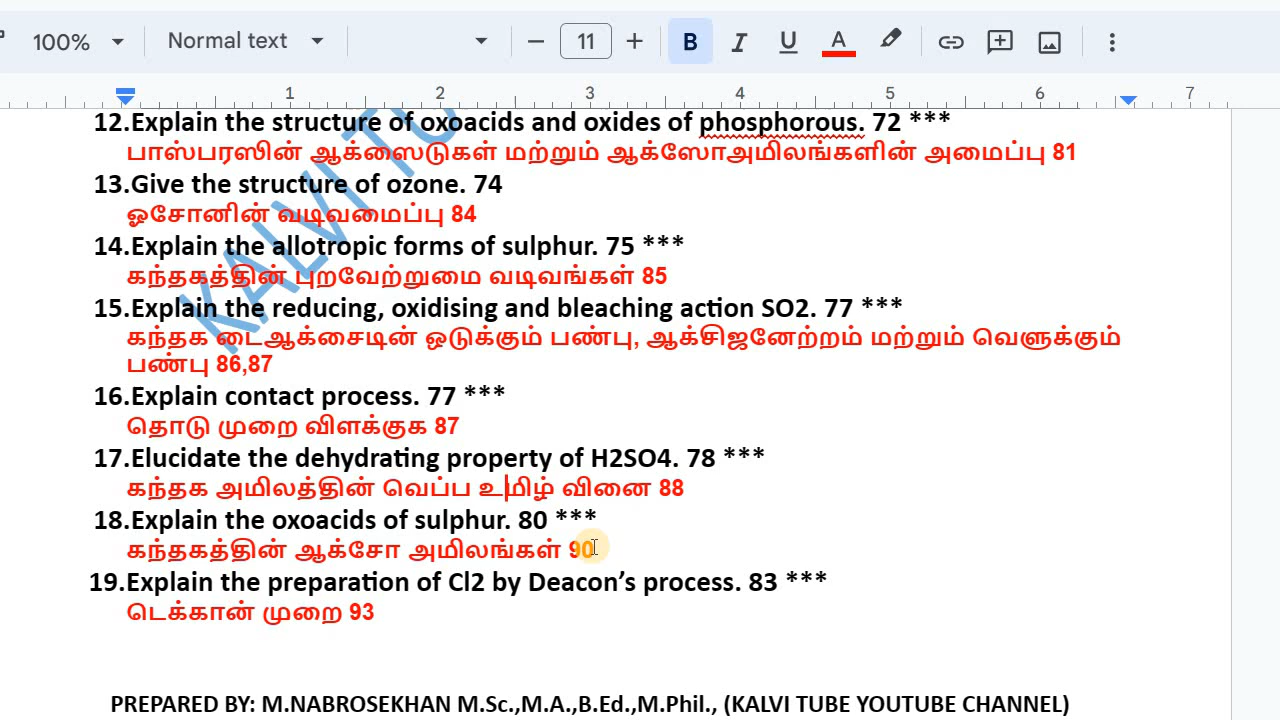 100% Normal text 11 B I U A
1 2 3 4 5 6 7
12.Explain the structure of oxoacids and oxides of phosphorous. 72 ***
பாஸ்பரஸின் ஆக்ஸைடுகள் மற்றும் ஆக்ஸோஅமிலங்களின் அமைப்பு 81
13.Give the structure of ozone. 74
ஓசோனின் வடிவமைப்பு 84
14.Explain the allotropic forms of sulphur. 75 ***
கந்தகத்தின் புறவேற்றுமை வடிவங்கள் 85
15.Explain the reducing, oxidising and bleaching action SO2. 77 ***
கந்தக டைஆக்சைடின் ஒடுக்கும் பண்பு, ஆக்சிஜனேற்றம் மற்றும் வெளுக்கும்
பண்பு 86,87
16.Explain contact process. 77 ***
தொடு முறை விளக்குக 87
17.Elucidate the dehydrating property of H2SO4. 78 ***
கந்தக அமிலத்தின் வெப்ப உமிழ் வினை 88
18.Explain the oxoacids of sulphur. 80 ***
கந்தகத்தின் ஆக்சோ அமிலங்கள் 90
19.Explain the preparation of Cl2 by Deacon’s process. 83 ***
டெக்கான் முறை 93
PREPARED BY: M.NABROSEKHAN M.Sc.,M.A.,B.Ed.,M.Phil., (KALVI TUBE YOUTUBE CHANNEL)
KALVI TU